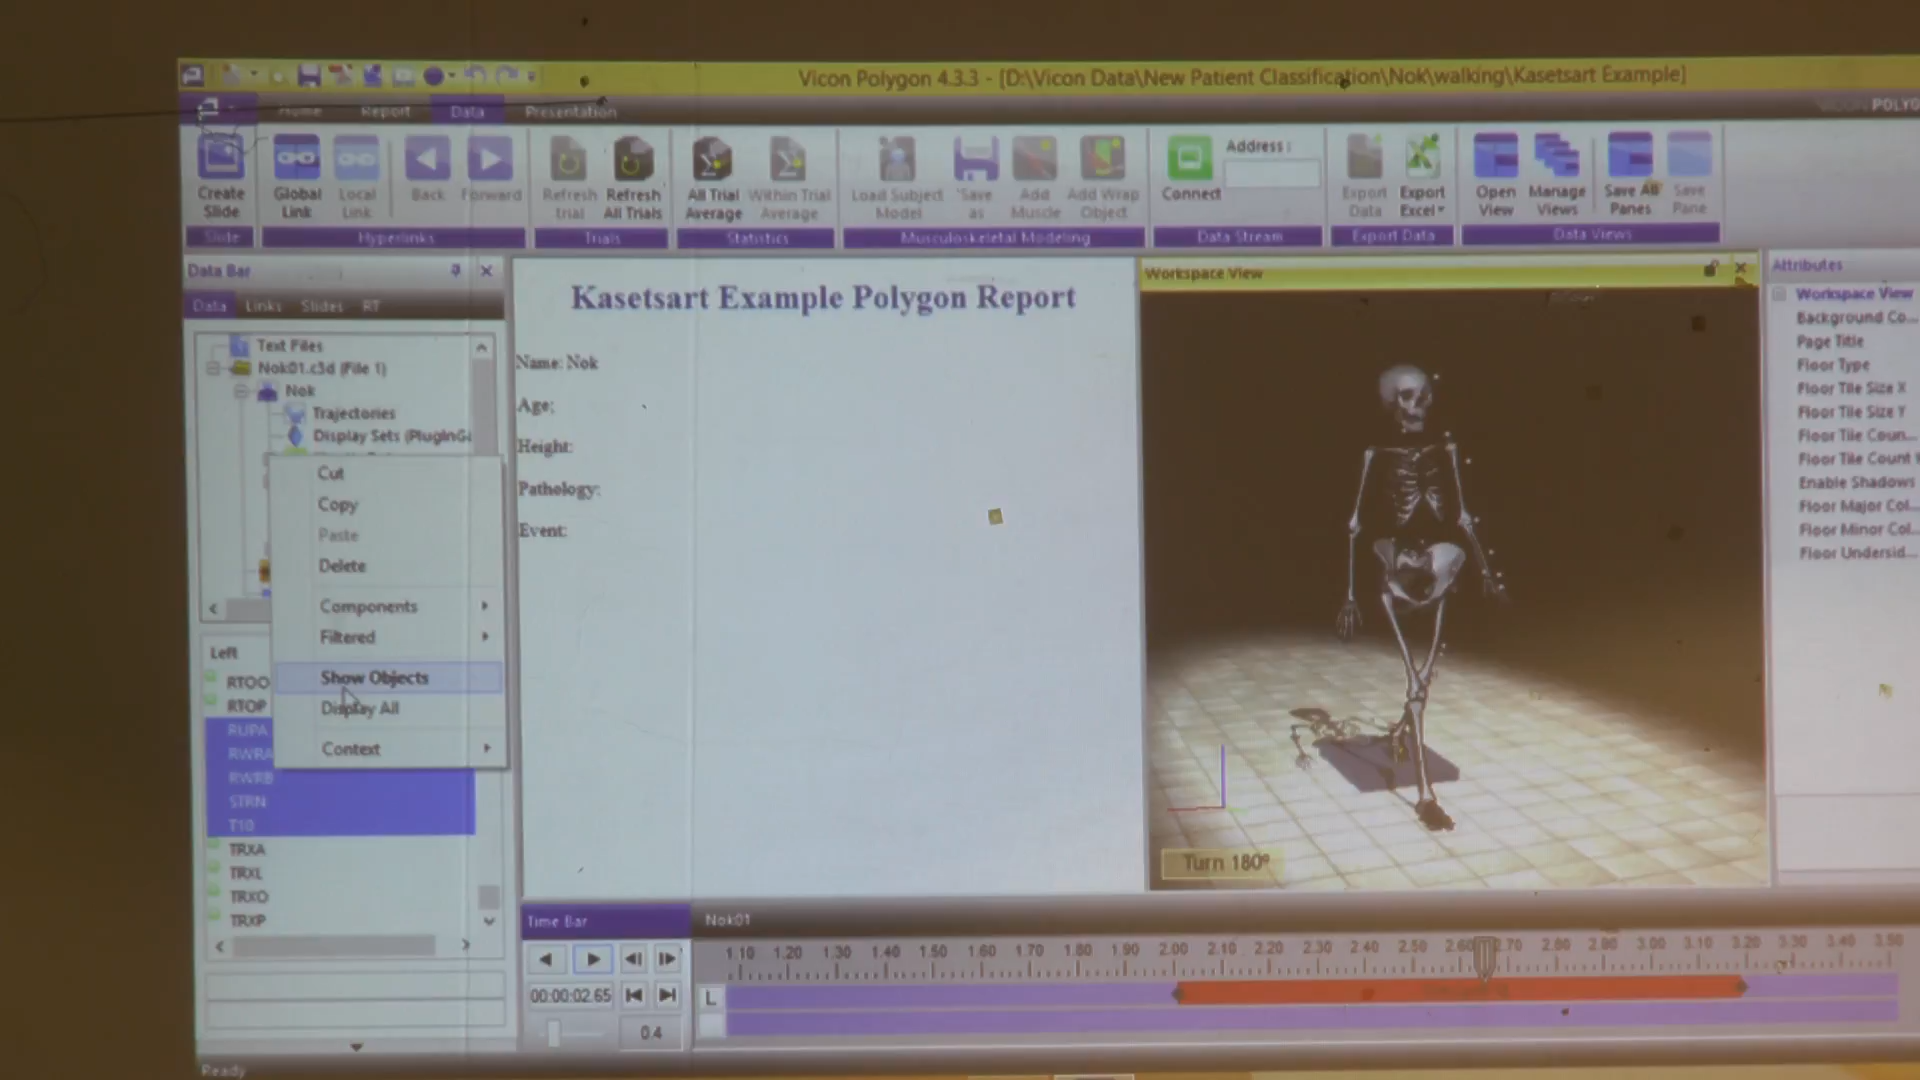 Vicon Polygon 4.3.3 - [D:\Vicon Data\New Patient Classification\Nok\walking\Kasetsart Example]
Home Report Data Presentation
Create Slide
Global Link
Local Link
Back
Forward
Refresh trial
Refresh All Trials
All Trial Average
Within Trial Average
Load Subject Model
Save as
Add Muscle
Add Wrap Object
Connect
Address:
Export Data
Export Excel
Open View
Manage Views
Save All Panes
Save Pane
Slide
Hyperlinks
Trials
Statistics
Musculoskeletal Modeling
Data Stream
Export Data
Data Views
Data Bar
Data Links Slides RT
Text Files
Nok01.c3d (File 1)
Nok
Trajectories
Display Sets (PlugInGa
Cut
Copy
Paste
Delete
Components
Filtered
Show Objects
Display All
Context
Left
RTOO
RTOP
RUPA
RWRA
RWRB
STRN
T10
TRXA
TRXL
TRXO
TRXP
Ready
Kasetsart Example Polygon Report
Name: Nok
Age:
Height:
Pathology:
Event:
Workspace View
Turn 180º
Attributes
Workspace View
Background Co...
Page Title
Floor Type
Floor Tile Size X
Floor Tile Size Y
Floor Tile Coun...
Floor Tile Count Y
Enable Shadows
Floor Major Col...
Floor Minor Col...
Floor Undersid...
Time Bar
Nok01
1.10 1.20 1.30 1.40 1.50 1.60 1.70 1.80 1.90 2.00 2.10 2.20 2.30 2.40 2.50 2.60 2.70 2.80 2.90 3.00 3.10 3.20 3.30 3.40 3.50
00:00:02.65
L
0.4